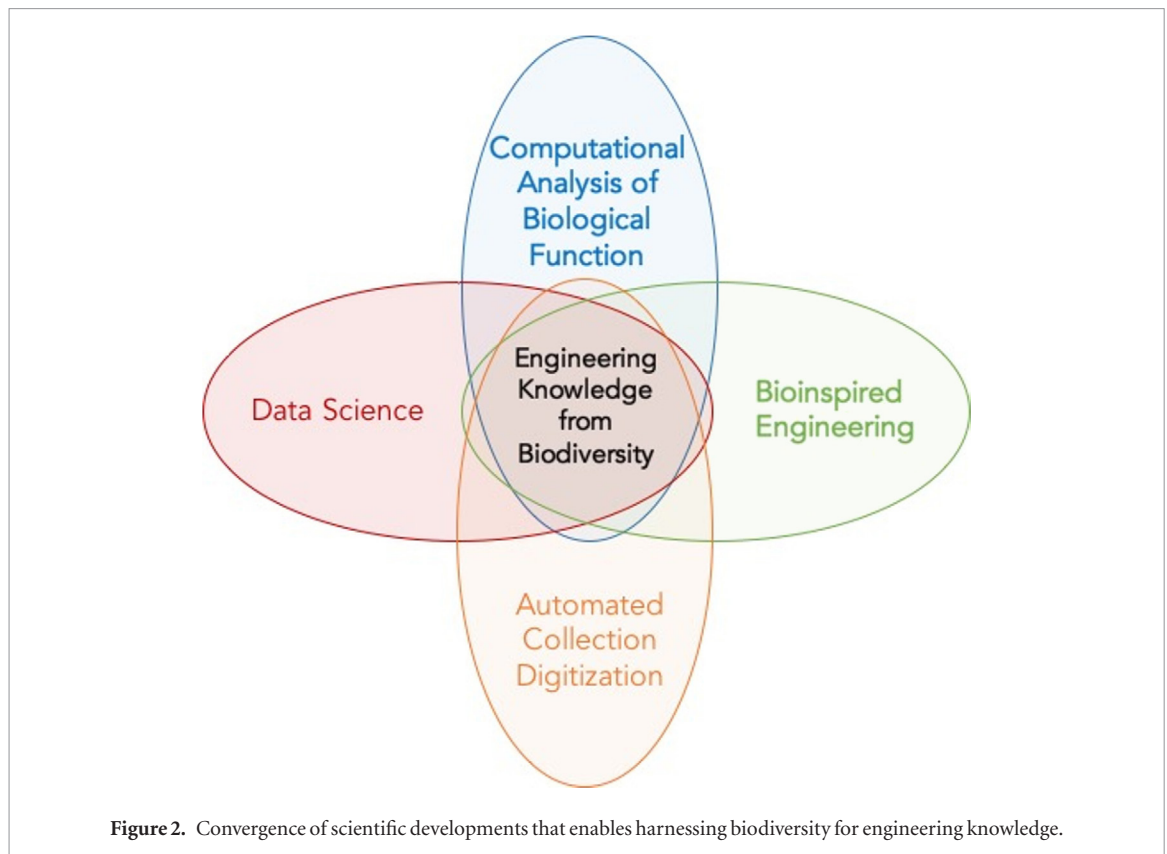 Computational
Analysis of
Biological
Function
Engineering
Knowledge
from
Biodiversity
Data Science
Bioinspired
Engineering
Automated
Collection
Digitization
Figure 2. Convergence of scientific developments that enables harnessing biodiversity for engineering knowledge.